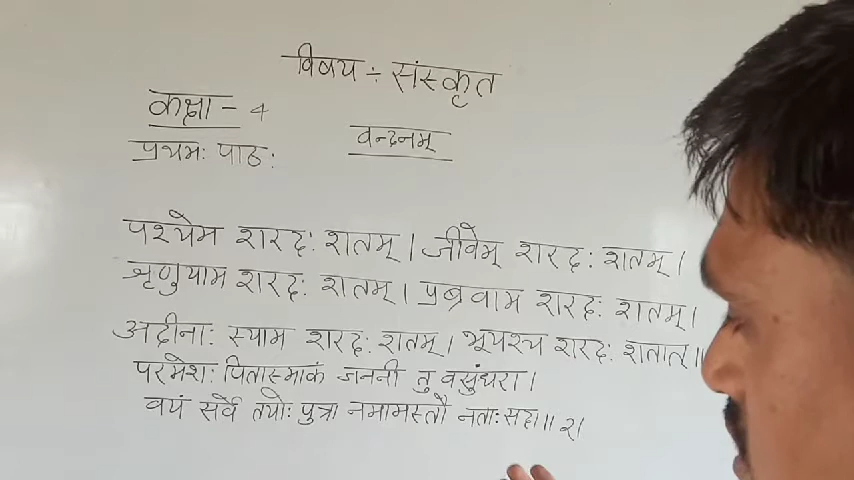 विषय ÷ संस्कृत
कक्षा - 4
वन्दनम्
प्रथमः पाठः
पश्येम शरदः शतम् । जीवेम् शरदः शतम् ।
श्रृणुयाम शरदः शतम् । प्रब्रवाम शरदः शतम् ।
अदीनाः स्याम शरदः शतम् । भूयश्च शरदः शतात् ॥
परमेशः पितास्माकं जननी तु वसुंधरा ।
वयं सर्वे तयोः पुत्रा नमामस्तौ नताः सदा ॥ २।